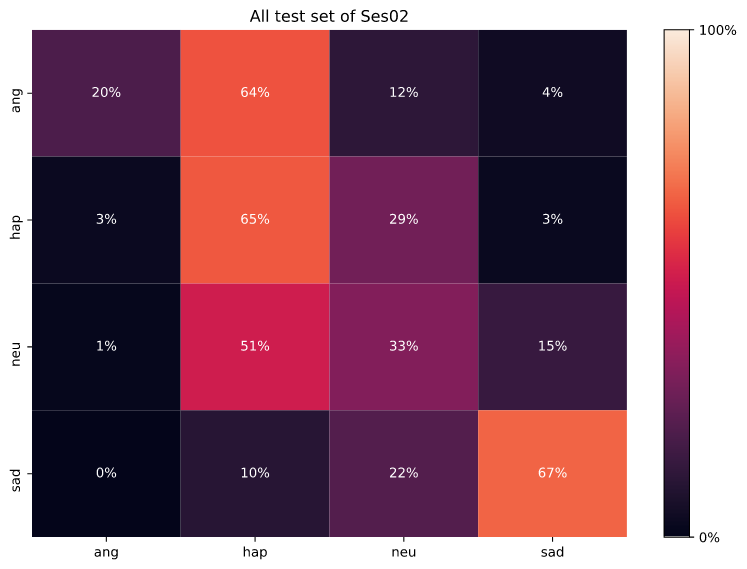 All test set of Ses02
100%
ang 20% 64% 12% 4%
hap 3% 65% 29% 3%
neu 1% 51% 33% 15%
sad 0% 10% 22% 67%
0%
ang hap neu sad